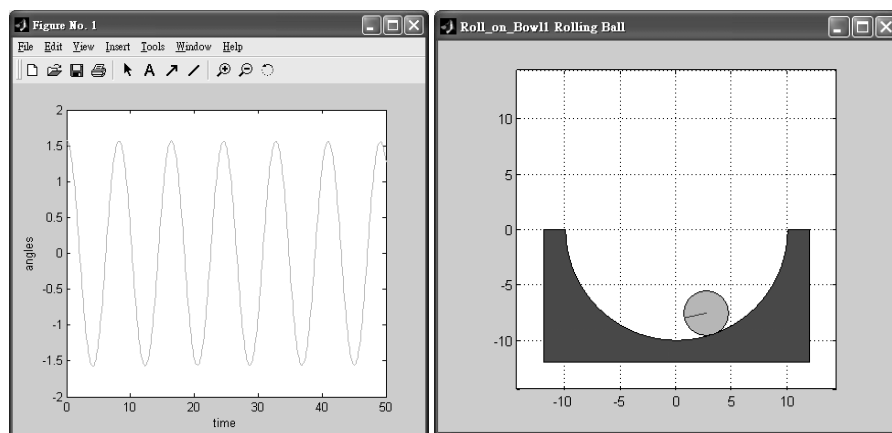 Figure No. 1
File Edit View Insert Tools Window Help
A
2
1.5
1
0.5
0
-0.5
-1
-1.5
-2
angles
0 10 20 30 40 50
time
Roll_on_Bowl1 Rolling Ball
10
5
0
-5
-10
-10 -5 0 5 10